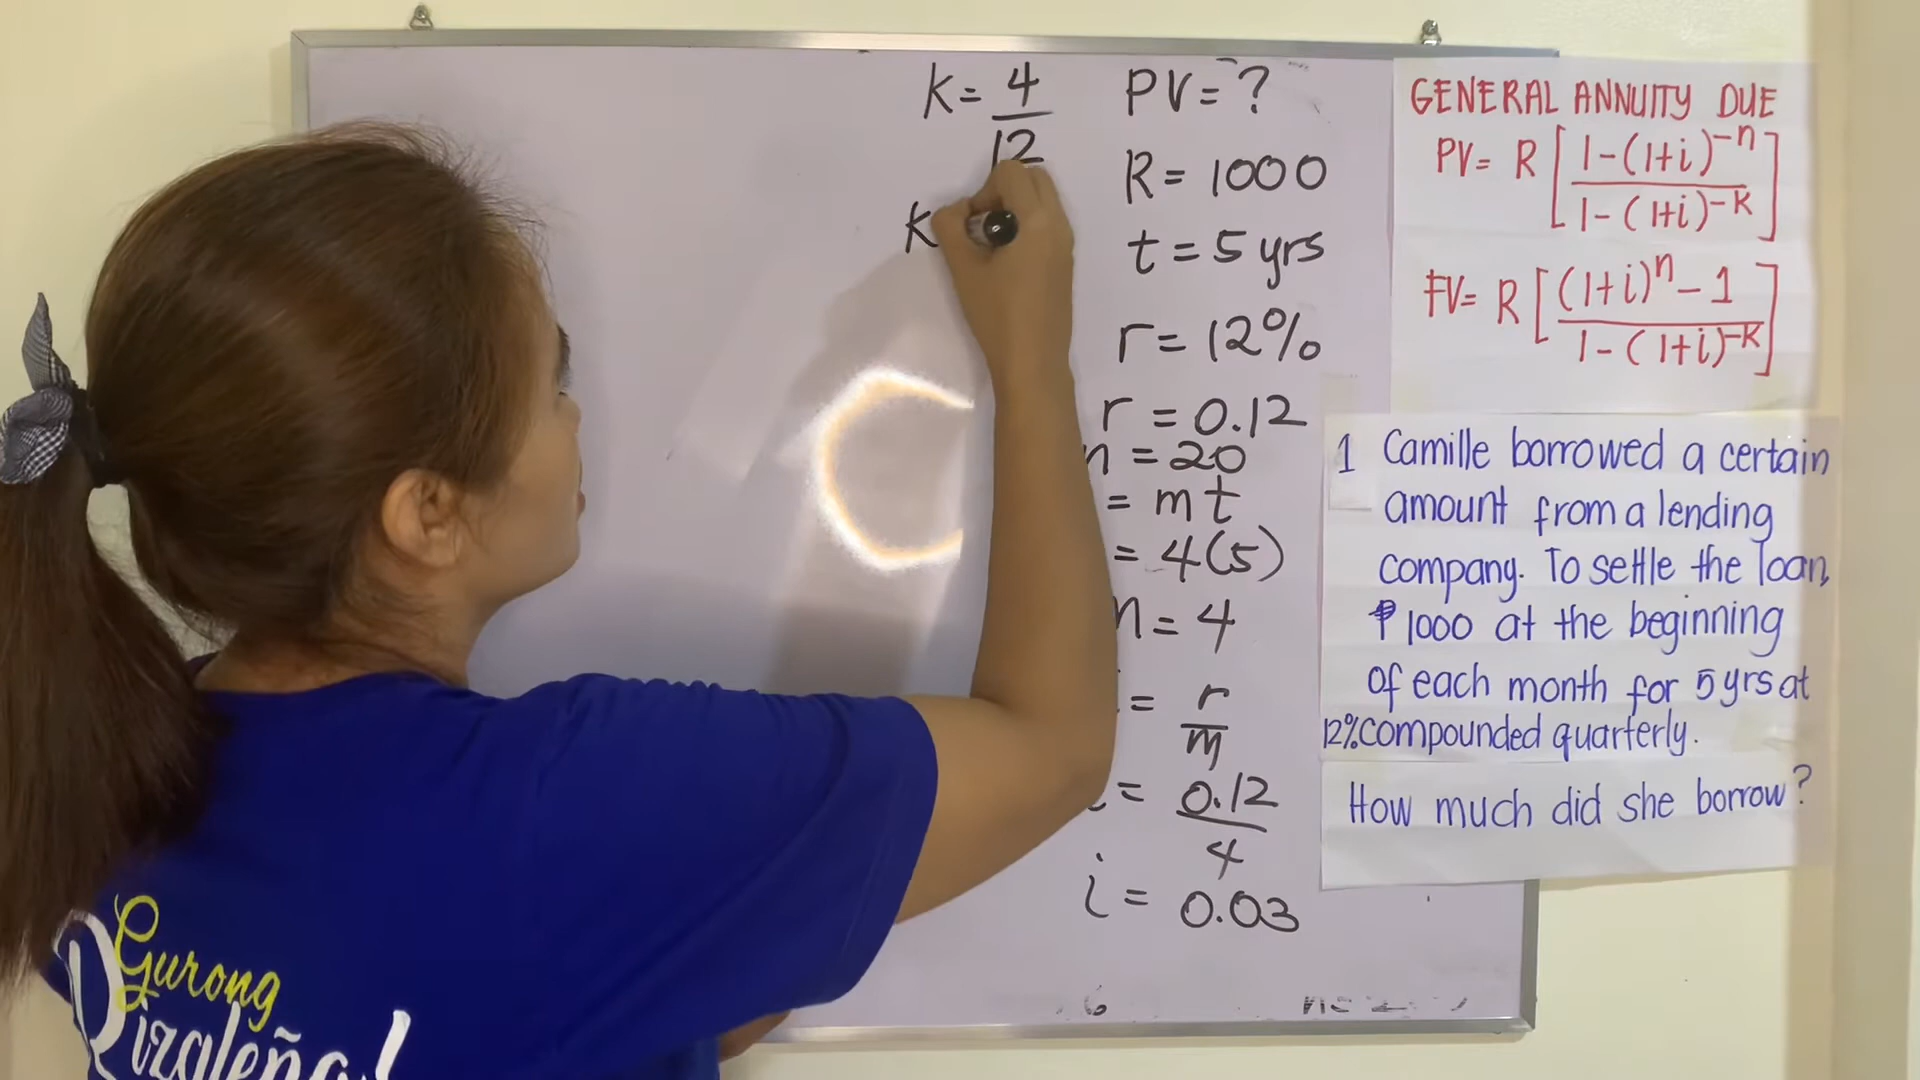 K = 4/12
K
PV = ?
R = 1000
t = 5 yrs
r = 12%
r = 0.12
n = 20
= mt
= 4(5)
m = 4
= r/m
i = 0.12/4
i = 0.03
GENERAL ANNUITY DUE
PV = R [ 1-(1+i)^-n / 1-(1+i)^-K ]
FV = R [ (1+i)^n - 1 / 1-(1+i)^-K ]
1 Camille borrowed a certain
amount from a lending
company. To settle the loan,
₱1000 at the beginning
of each month for 5 yrs at
12% compounded quarterly.
How much did she borrow?
Gurong
Rizaleño!